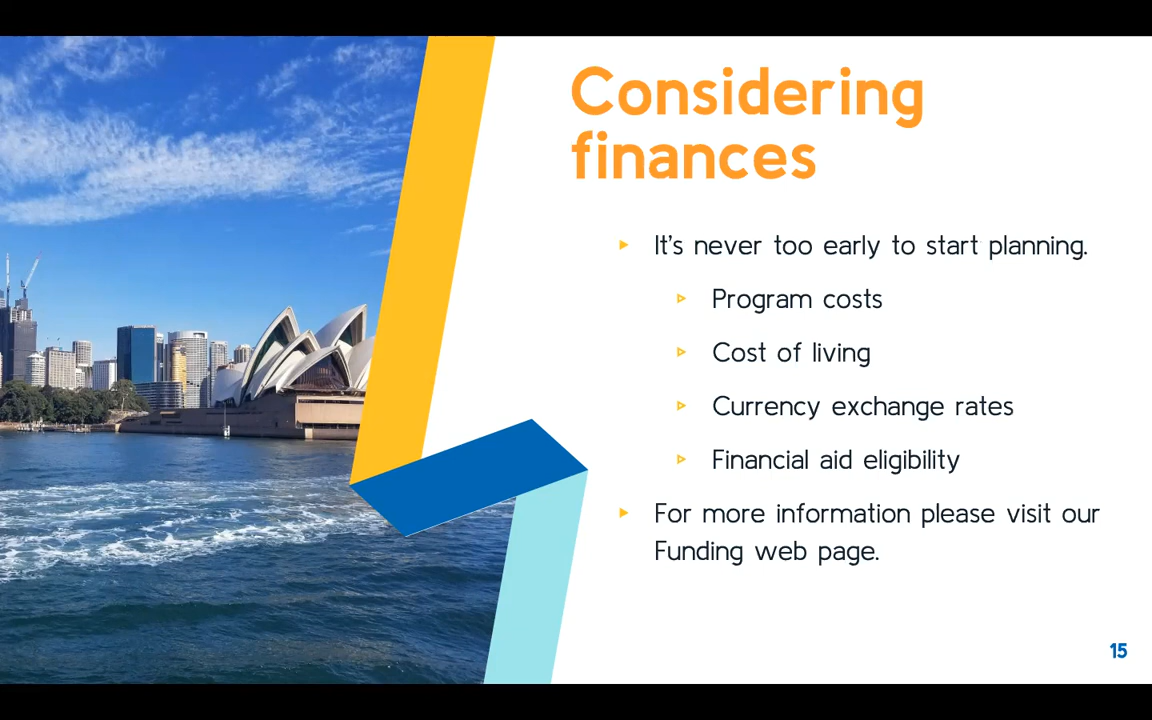 Considering
finances
It's never too early to start planning.
Program costs
Cost of living
Currency exchange rates
Financial aid eligibility
For more information please visit our
Funding web page.
15